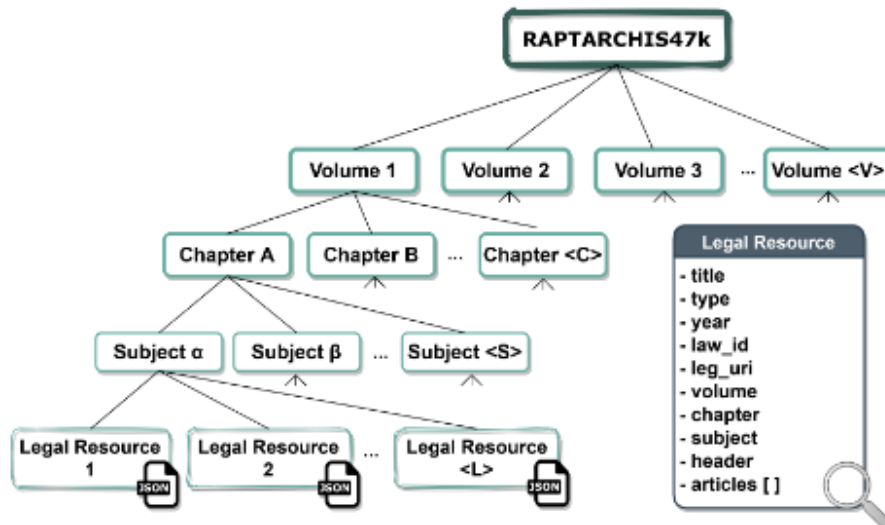 RAPTARCHIS47k
Volume 1
Volume 2
Volume 3
...
Volume <V>
Chapter A
Chapter B
...
Chapter <C>
Subject α
Subject β
...
Subject <S>
Legal Resource
1
JSON
Legal Resource
2
JSON
...
Legal Resource
<L>
JSON
Legal Resource
- title
- type
- year
- law_id
- leg_uri
- volume
- chapter
- subject
- header
- articles [ ]